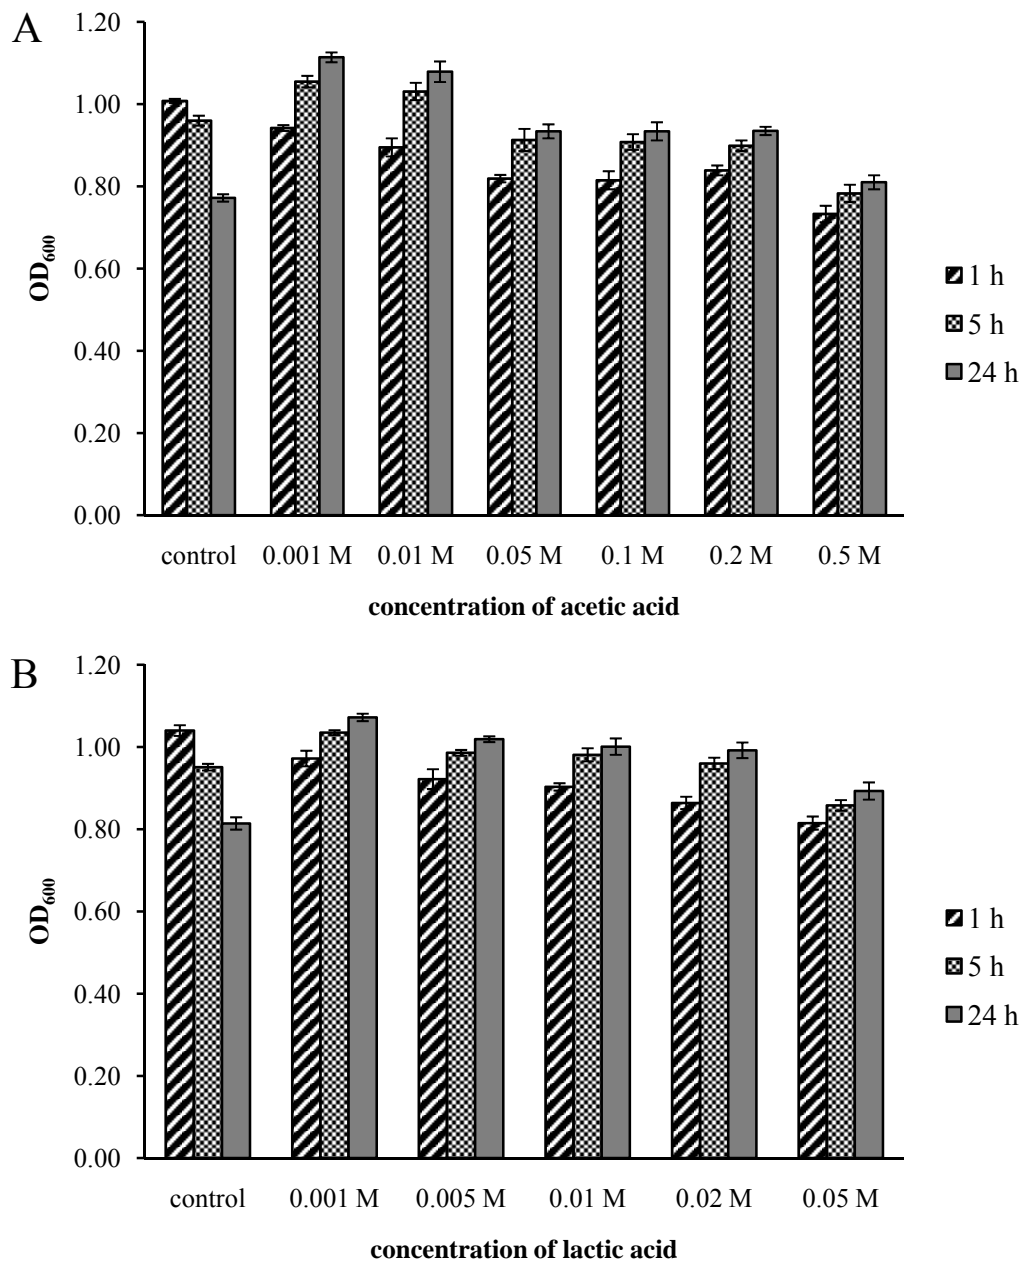 A
1.20
1.00
0.80
0.60
0.40
0.20
0.00
OD600
control 0.001 M 0.01 M 0.05 M 0.1 M 0.2 M 0.5 M
concentration of acetic acid
1 h
5 h
24 h
B
1.20
1.00
0.80
0.60
0.40
0.20
0.00
OD600
control 0.001 M 0.005 M 0.01 M 0.02 M 0.05 M
concentration of lactic acid
1 h
5 h
24 h